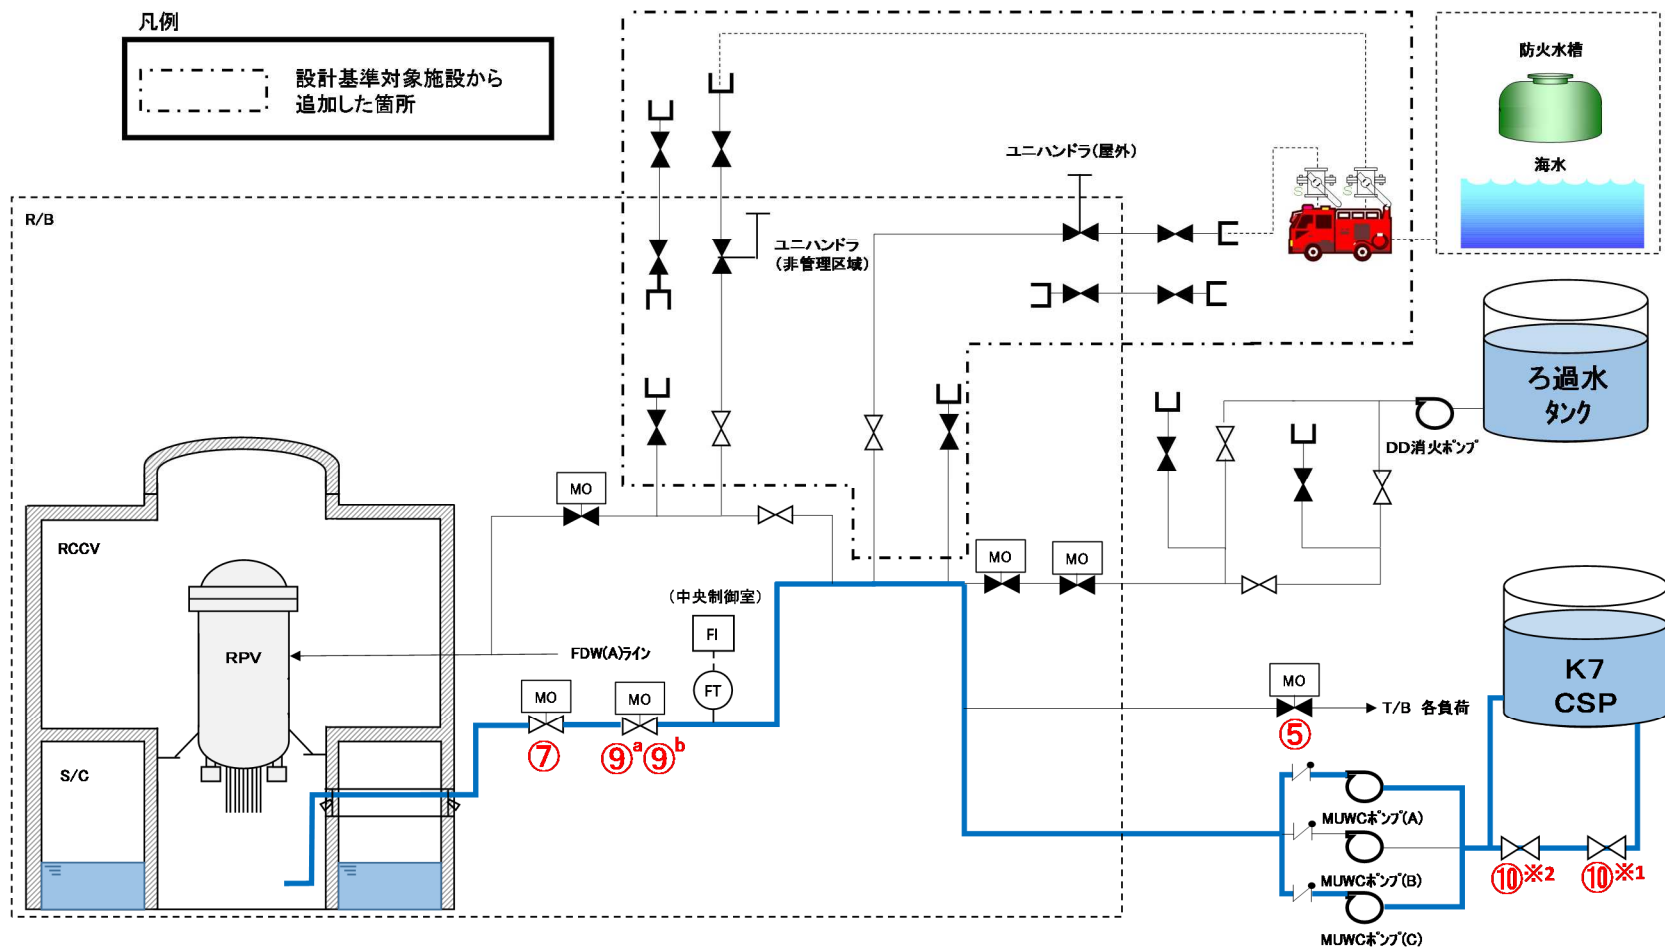 凡例
設計基準対象施設から
追加した箇所
防火水槽
海水
ユニハンドラ(屋外)
R/B
ユニハンドラ
(非管理区域)
ろ過水
タンク
DD消火ポンプ
MO
RCCV
MO
MO
(中央制御室)
FI
RPV
FDW(A)ライン
FT
K7
CSP
MO
MO
MO
T/B 各負荷
⑦
⑨a⑨b
⑤
S/C
MUWCポンプ(A)
MUWCポンプ(B)
⑩※2
⑩※1
MUWCポンプ(C)